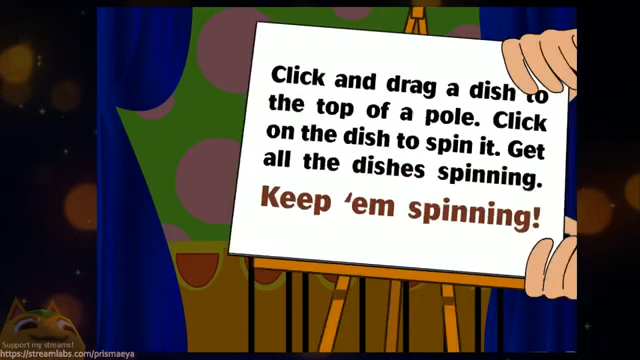 Click and drag a dish to
the top of a pole. Click
on the dish to spin it. Get
all the dishes spinning.
Keep 'em spinning!
Support my streams!
https://streamlabs.com/prismaeya